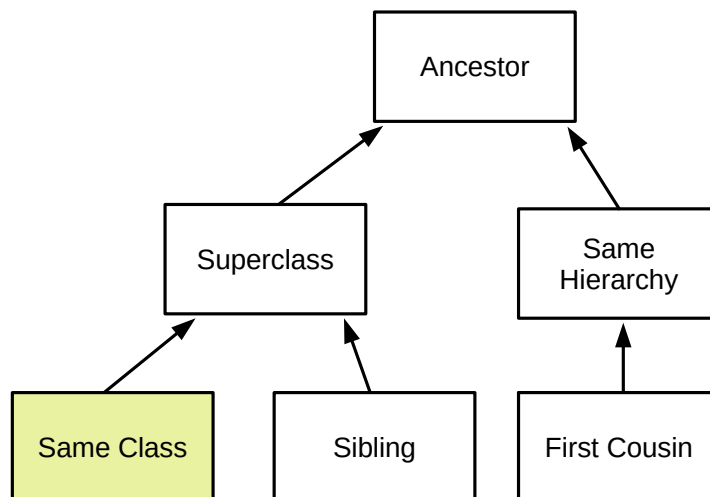 Ancestor
Superclass
Same
Hierarchy
Same Class
Sibling
First Cousin